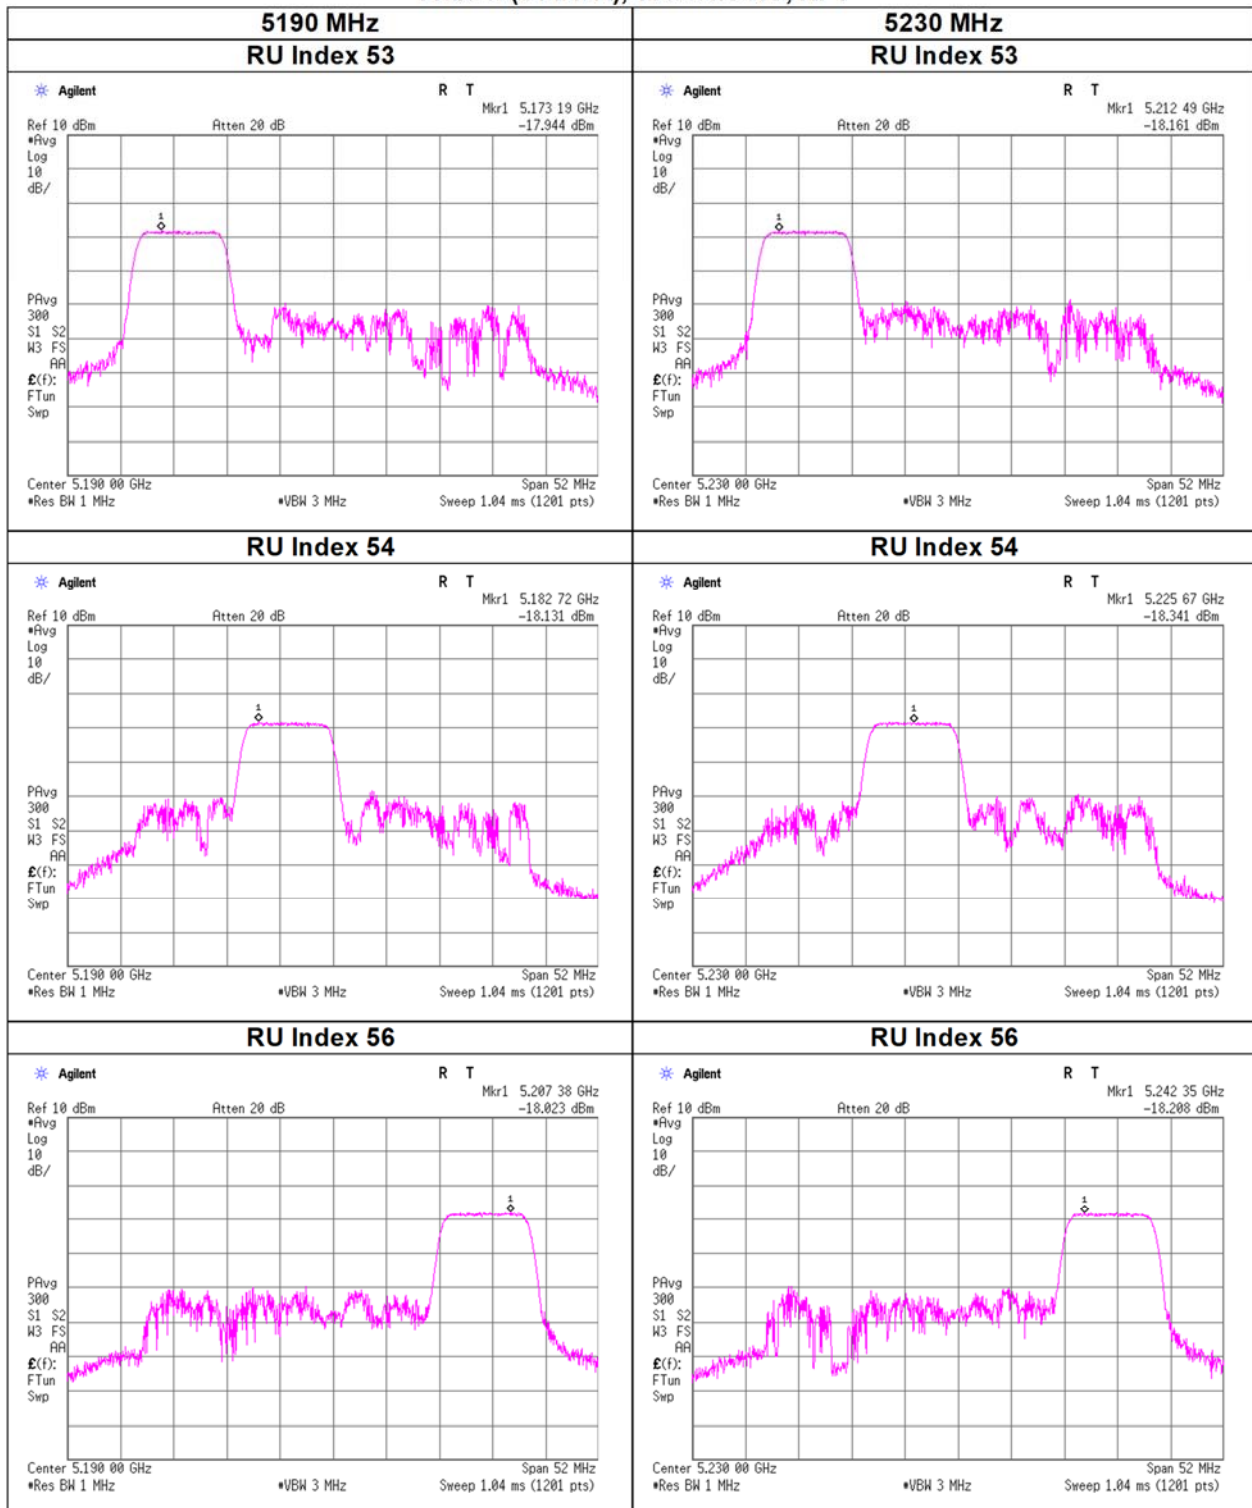 5190 MHz
5230 MHz
RU Index 53
RU Index 53
Agilent
R T
Mkr1 5.173 19 GHz
Ref 10 dBm
Atten 20 dB
-17.944 dBm
#Avg
Log
10
dB/
1
PAvg
300
S1 S2
W3 FS
AA
£(f):
FTun
Swp
Center 5.190 00 GHz
Span 52 MHz
#Res BW 1 MHz
#VBW 3 MHz
Sweep 1.04 ms (1201 pts)
Agilent
R T
Mkr1 5.212 49 GHz
Ref 10 dBm
Atten 20 dB
-18.161 dBm
#Avg
Log
10
dB/
1
PAvg
300
S1 S2
W3 FS
AA
£(f):
FTun
Swp
Center 5.230 00 GHz
Span 52 MHz
#Res BW 1 MHz
#VBW 3 MHz
Sweep 1.04 ms (1201 pts)
RU Index 54
RU Index 54
Agilent
R T
Mkr1 5.182 72 GHz
Ref 10 dBm
Atten 20 dB
-18.131 dBm
#Avg
Log
10
dB/
1
PAvg
300
S1 S2
W3 FS
AA
£(f):
FTun
Swp
Center 5.190 00 GHz
Span 52 MHz
#Res BW 1 MHz
#VBW 3 MHz
Sweep 1.04 ms (1201 pts)
Agilent
R T
Mkr1 5.225 67 GHz
Ref 10 dBm
Atten 20 dB
-18.341 dBm
#Avg
Log
10
dB/
1
PAvg
300
S1 S2
W3 FS
AA
£(f):
FTun
Swp
Center 5.230 00 GHz
Span 52 MHz
#Res BW 1 MHz
#VBW 3 MHz
Sweep 1.04 ms (1201 pts)
RU Index 56
RU Index 56
Agilent
R T
Mkr1 5.207 38 GHz
Ref 10 dBm
Atten 20 dB
-18.023 dBm
#Avg
Log
10
dB/
1
PAvg
300
S1 S2
W3 FS
AA
£(f):
FTun
Swp
Center 5.190 00 GHz
Span 52 MHz
#Res BW 1 MHz
#VBW 3 MHz
Sweep 1.04 ms (1201 pts)
Agilent
R T
Mkr1 5.242 35 GHz
Ref 10 dBm
Atten 20 dB
-18.208 dBm
#Avg
Log
10
dB/
1
PAvg
300
S1 S2
W3 FS
AA
£(f):
FTun
Swp
Center 5.230 00 GHz
Span 52 MHz
#Res BW 1 MHz
#VBW 3 MHz
Sweep 1.04 ms (1201 pts)